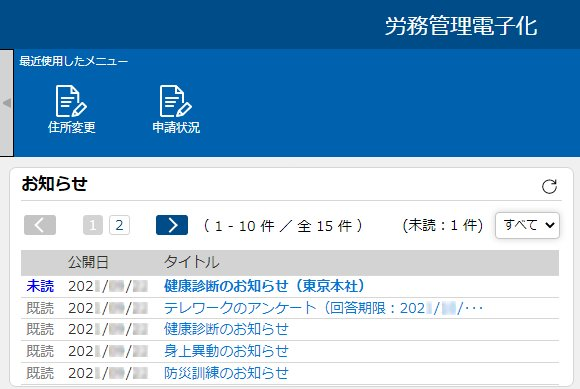 労務管理電子化
最近使用したメニュー
住所変更 申請状況
お知らせ
1 2 ( 1 - 10 件 ／ 全 15 件 ) (未読：1 件) すべて
公開日 タイトル
未読 202 / / 健康診断のお知らせ（東京本社）
既読 202 / / テレワークのアンケート（回答期限：202 / /･･･
既読 202 / / 健康診断のお知らせ
既読 202 / / 身上異動のお知らせ
既読 202 / / 防災訓練のお知らせ